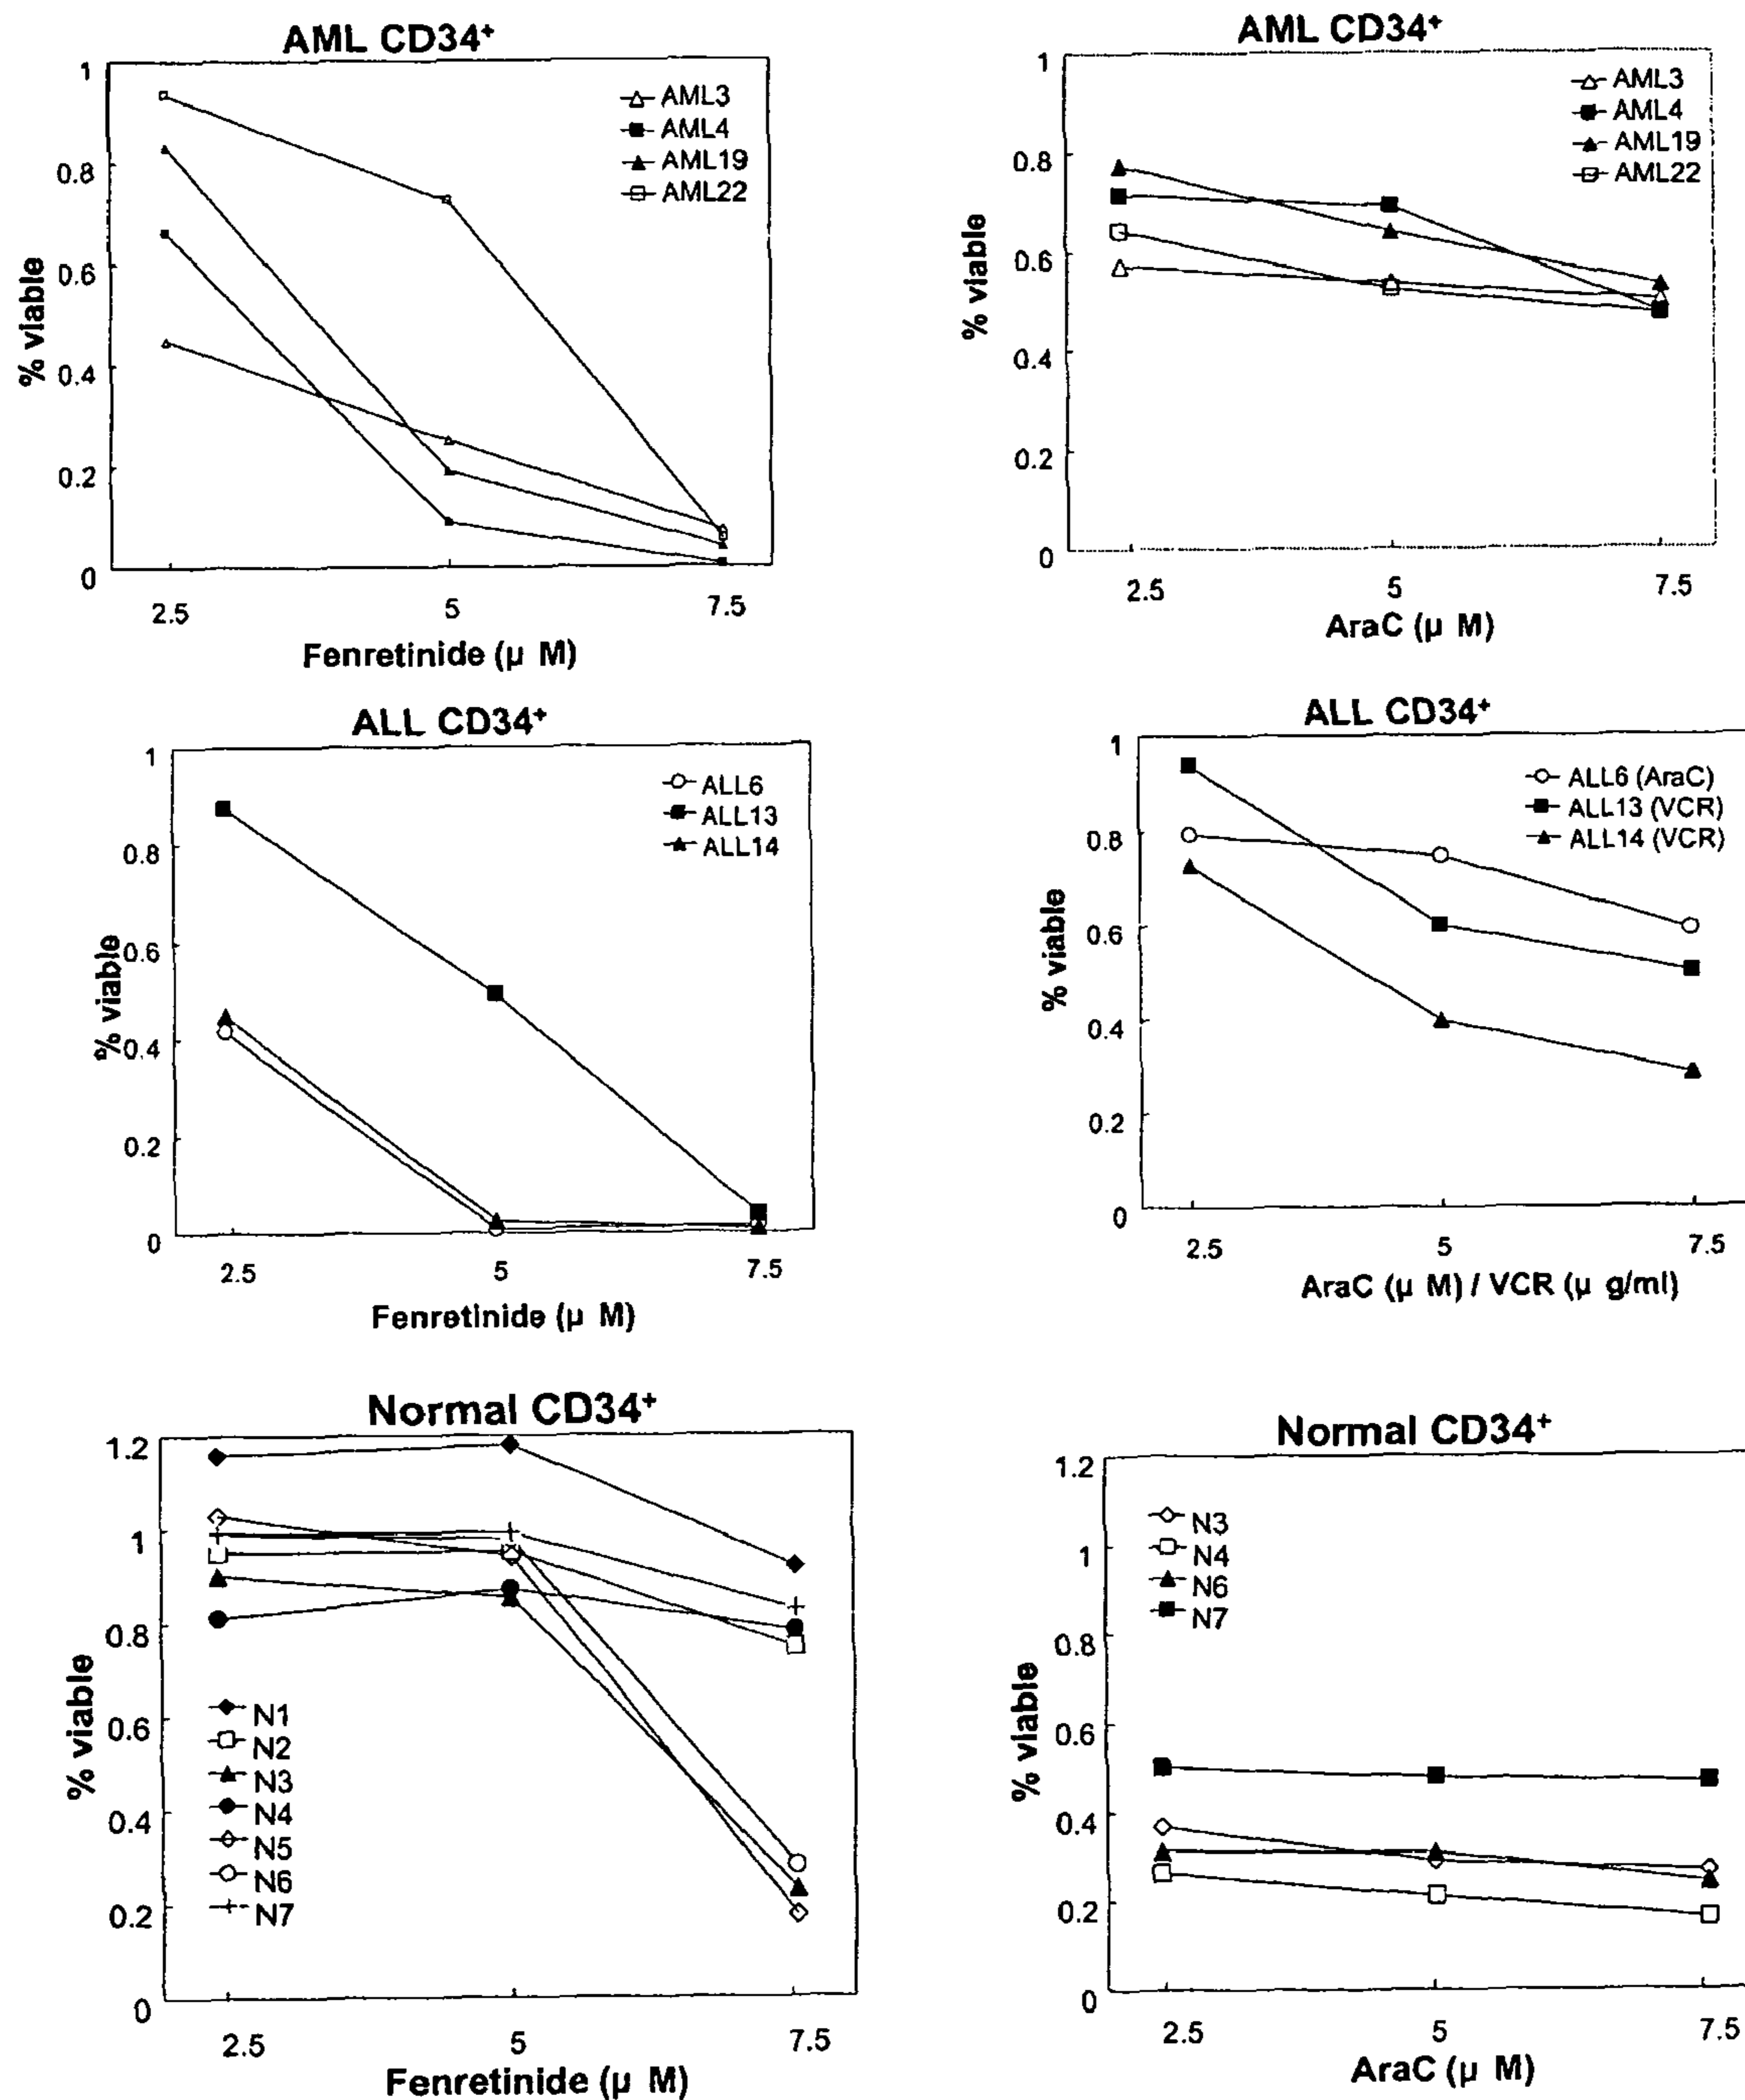 AML CD34⁺
1
0.8
0.6
0.4
0.2
0
% viable
AML3
AML4
AML19
AML22
2.5 5 7.5
Fenretinide (μ M)
AML CD34⁺
1
0.8
0.6
0.4
0.2
0
% viable
AML3
AML4
AML19
AML22
2.5 5 7.5
AraC (μ M)
ALL CD34⁺
1
0.8
0.6
0.4
0.2
0
% viable
ALL6
ALL13
ALL14
2.5 5 7.5
Fenretinide (μ M)
ALL CD34⁺
1
0.8
0.6
0.4
0.2
0
% viable
ALL6 (AraC)
ALL13 (VCR)
ALL14 (VCR)
2.5 5 7.5
AraC (μ M) / VCR (μ g/ml)
Normal CD34⁺
1.2
1
0.8
0.6
0.4
0.2
0
% viable
N1
N2
N3
N4
N5
N6
N7
2.5 5 7.5
Fenretinide (μ M)
Normal CD34⁺
1.2
1
0.8
0.6
0.4
0.2
0
% viable
N3
N4
N6
N7
2.5 5 7.5
AraC (μ M)